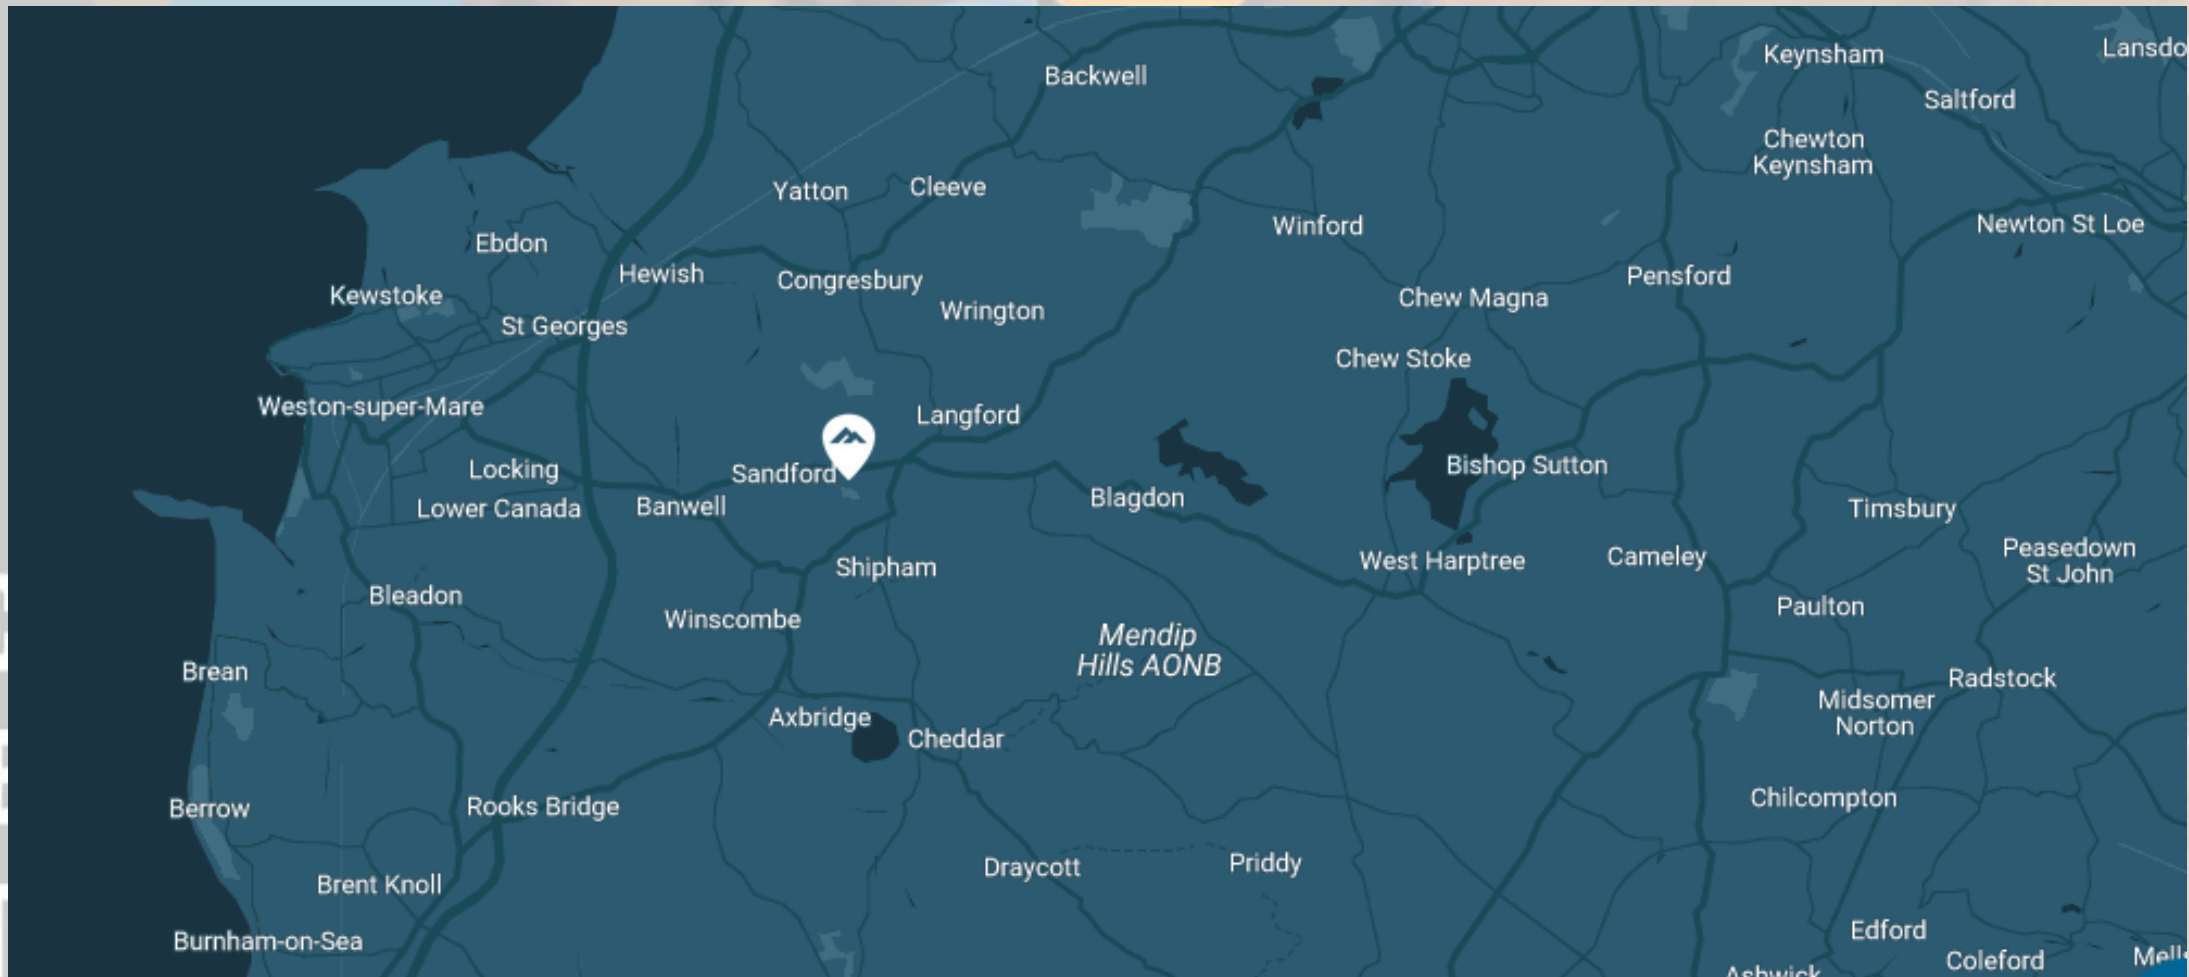 Keynsham
Lansdo
Backwell
Saltford
Chewton
Keynsham
Yatton
Cleeve
Winford
Newton St Loe
Ebdon
Hewish
Congresbury
Pensford
Kewstoke
Chew Magna
Wrington
St Georges
Chew Stoke
Weston-super-Mare
Langford
Locking
Sandford
Bishop Sutton
Lower Canada
Banwell
Blagdon
Timsbury
Shipham
West Harptree
Cameley
Peasedown
St John
Bleadon
Winscombe
Paulton
Mendip
Hills AONB
Brean
Radstock
Midsomer
Norton
Axbridge
Cheddar
Berrow
Rooks Bridge
Chilcompton
Brent Knoll
Draycott
Priddy
Burnham-on-Sea
Edford
Coleford
Mell
Ashwick